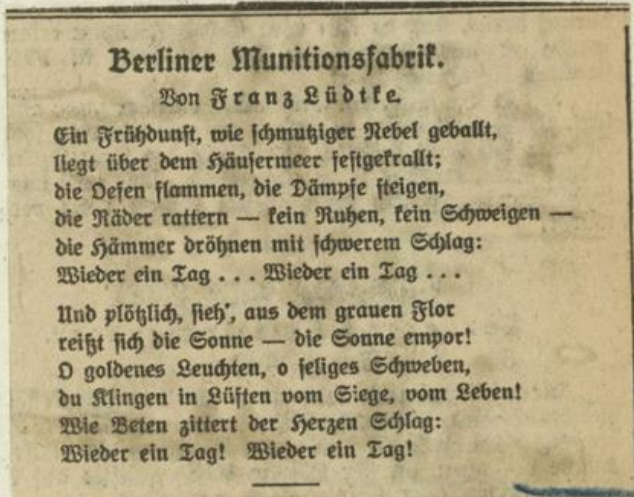 Berliner Munitionsfabrik.
Von Franz Lüdtke.
Ein Frühdunst, wie schmutziger Nebel geballt,
liegt über dem Häusermeer festgekrallt;
die Oefen flammen, die Dämpfe steigen,
die Räder rattern — kein Ruhen, kein Schweigen —
die Hämmer dröhnen mit schwerem Schlag:
Wieder ein Tag . . . Wieder ein Tag . . .
Und plötzlich, sieh', aus dem grauen Flor
reißt sich die Sonne — die Sonne empor!
O goldenes Leuchten, o seliges Schweben,
du Klingen in Lüften vom Siege, vom Leben!
Wie Beten zittert der Herzen Schlag:
Wieder ein Tag! Wieder ein Tag!